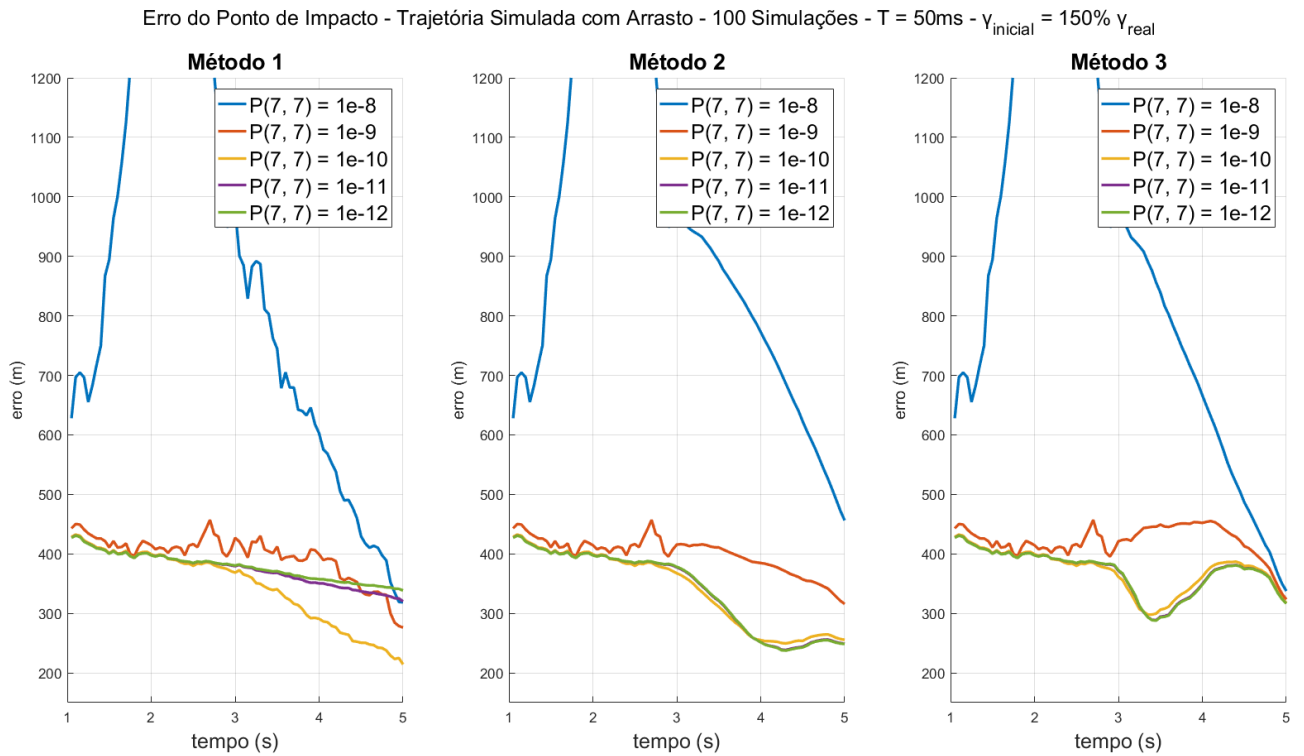 Erro do Ponto de Impacto - Trajetória Simulada com Arrasto - 100 Simulações - T = 50ms - γ_inicial = 150% γ_real
Método 1
1200
1100
1000
900
800
700
600
500
400
300
200
erro (m)
1 2 3 4 5
tempo (s)
P(7, 7) = 1e-8
P(7, 7) = 1e-9
P(7, 7) = 1e-10
P(7, 7) = 1e-11
P(7, 7) = 1e-12
Método 2
1200
1100
1000
900
800
700
600
500
400
300
200
erro (m)
1 2 3 4 5
tempo (s)
P(7, 7) = 1e-8
P(7, 7) = 1e-9
P(7, 7) = 1e-10
P(7, 7) = 1e-11
P(7, 7) = 1e-12
Método 3
1200
1100
1000
900
800
700
600
500
400
300
200
erro (m)
1 2 3 4 5
tempo (s)
P(7, 7) = 1e-8
P(7, 7) = 1e-9
P(7, 7) = 1e-10
P(7, 7) = 1e-11
P(7, 7) = 1e-12